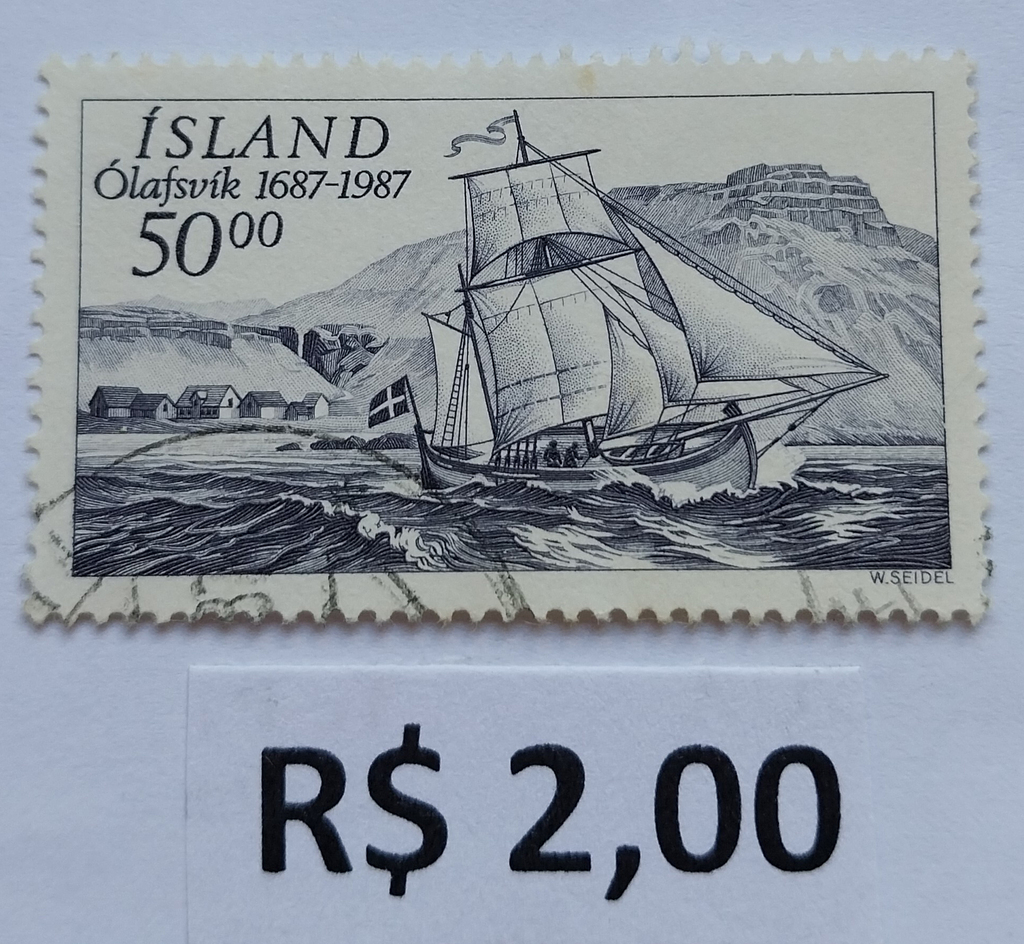 ÍSLAND
Ólafsvík 1687-1987
50⁰⁰
W.SEIDEL
R$ 2,00